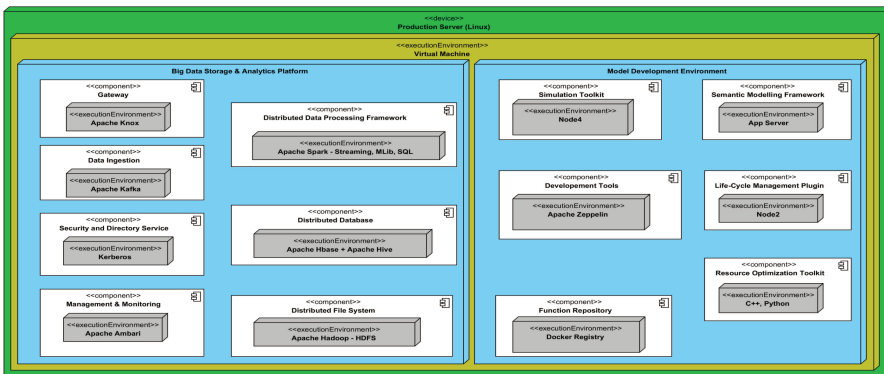 <<device>>
Production Server (Linux)
<<executionEnvironment>>
Virtual Machine
Big Data Storage & Analytics Platform
<<component>>
Gateway
<<executionEnvironment>>
Apache Knox
<<component>>
Data Ingestion
<<executionEnvironment>>
Apache Kafka
<<component>>
Security and Directory Service
<<executionEnvironment>>
Kerberos
<<component>>
Management & Monitoring
<<executionEnvironment>>
Apache Ambari
<<component>>
Distributed Data Processing Framework
<<executionEnvironment>>
Apache Spark - Streaming, MLib, SQL
<<component>>
Distributed Database
<<executionEnvironment>>
Apache Hbase + Apache Hive
<<component>>
Distributed File System
<<executionEnvironment>>
Apache Hadoop - HDFS
Model Development Environment
<<component>>
Simulation Toolkit
<<executionEnvironment>>
Node4
<<component>>
Developement Tools
<<executionEnvironment>>
Apache Zeppelin
<<component>>
Function Repository
<<executionEnvironment>>
Docker Registry
<<component>>
Semantic Modelling Framework
<<executionEnvironment>>
App Server
<<component>>
Life-Cycle Management Plugin
<<executionEnvironment>>
Node2
<<component>>
Resource Optimization Toolkit
<<executionEnvironment>>
C++, Python